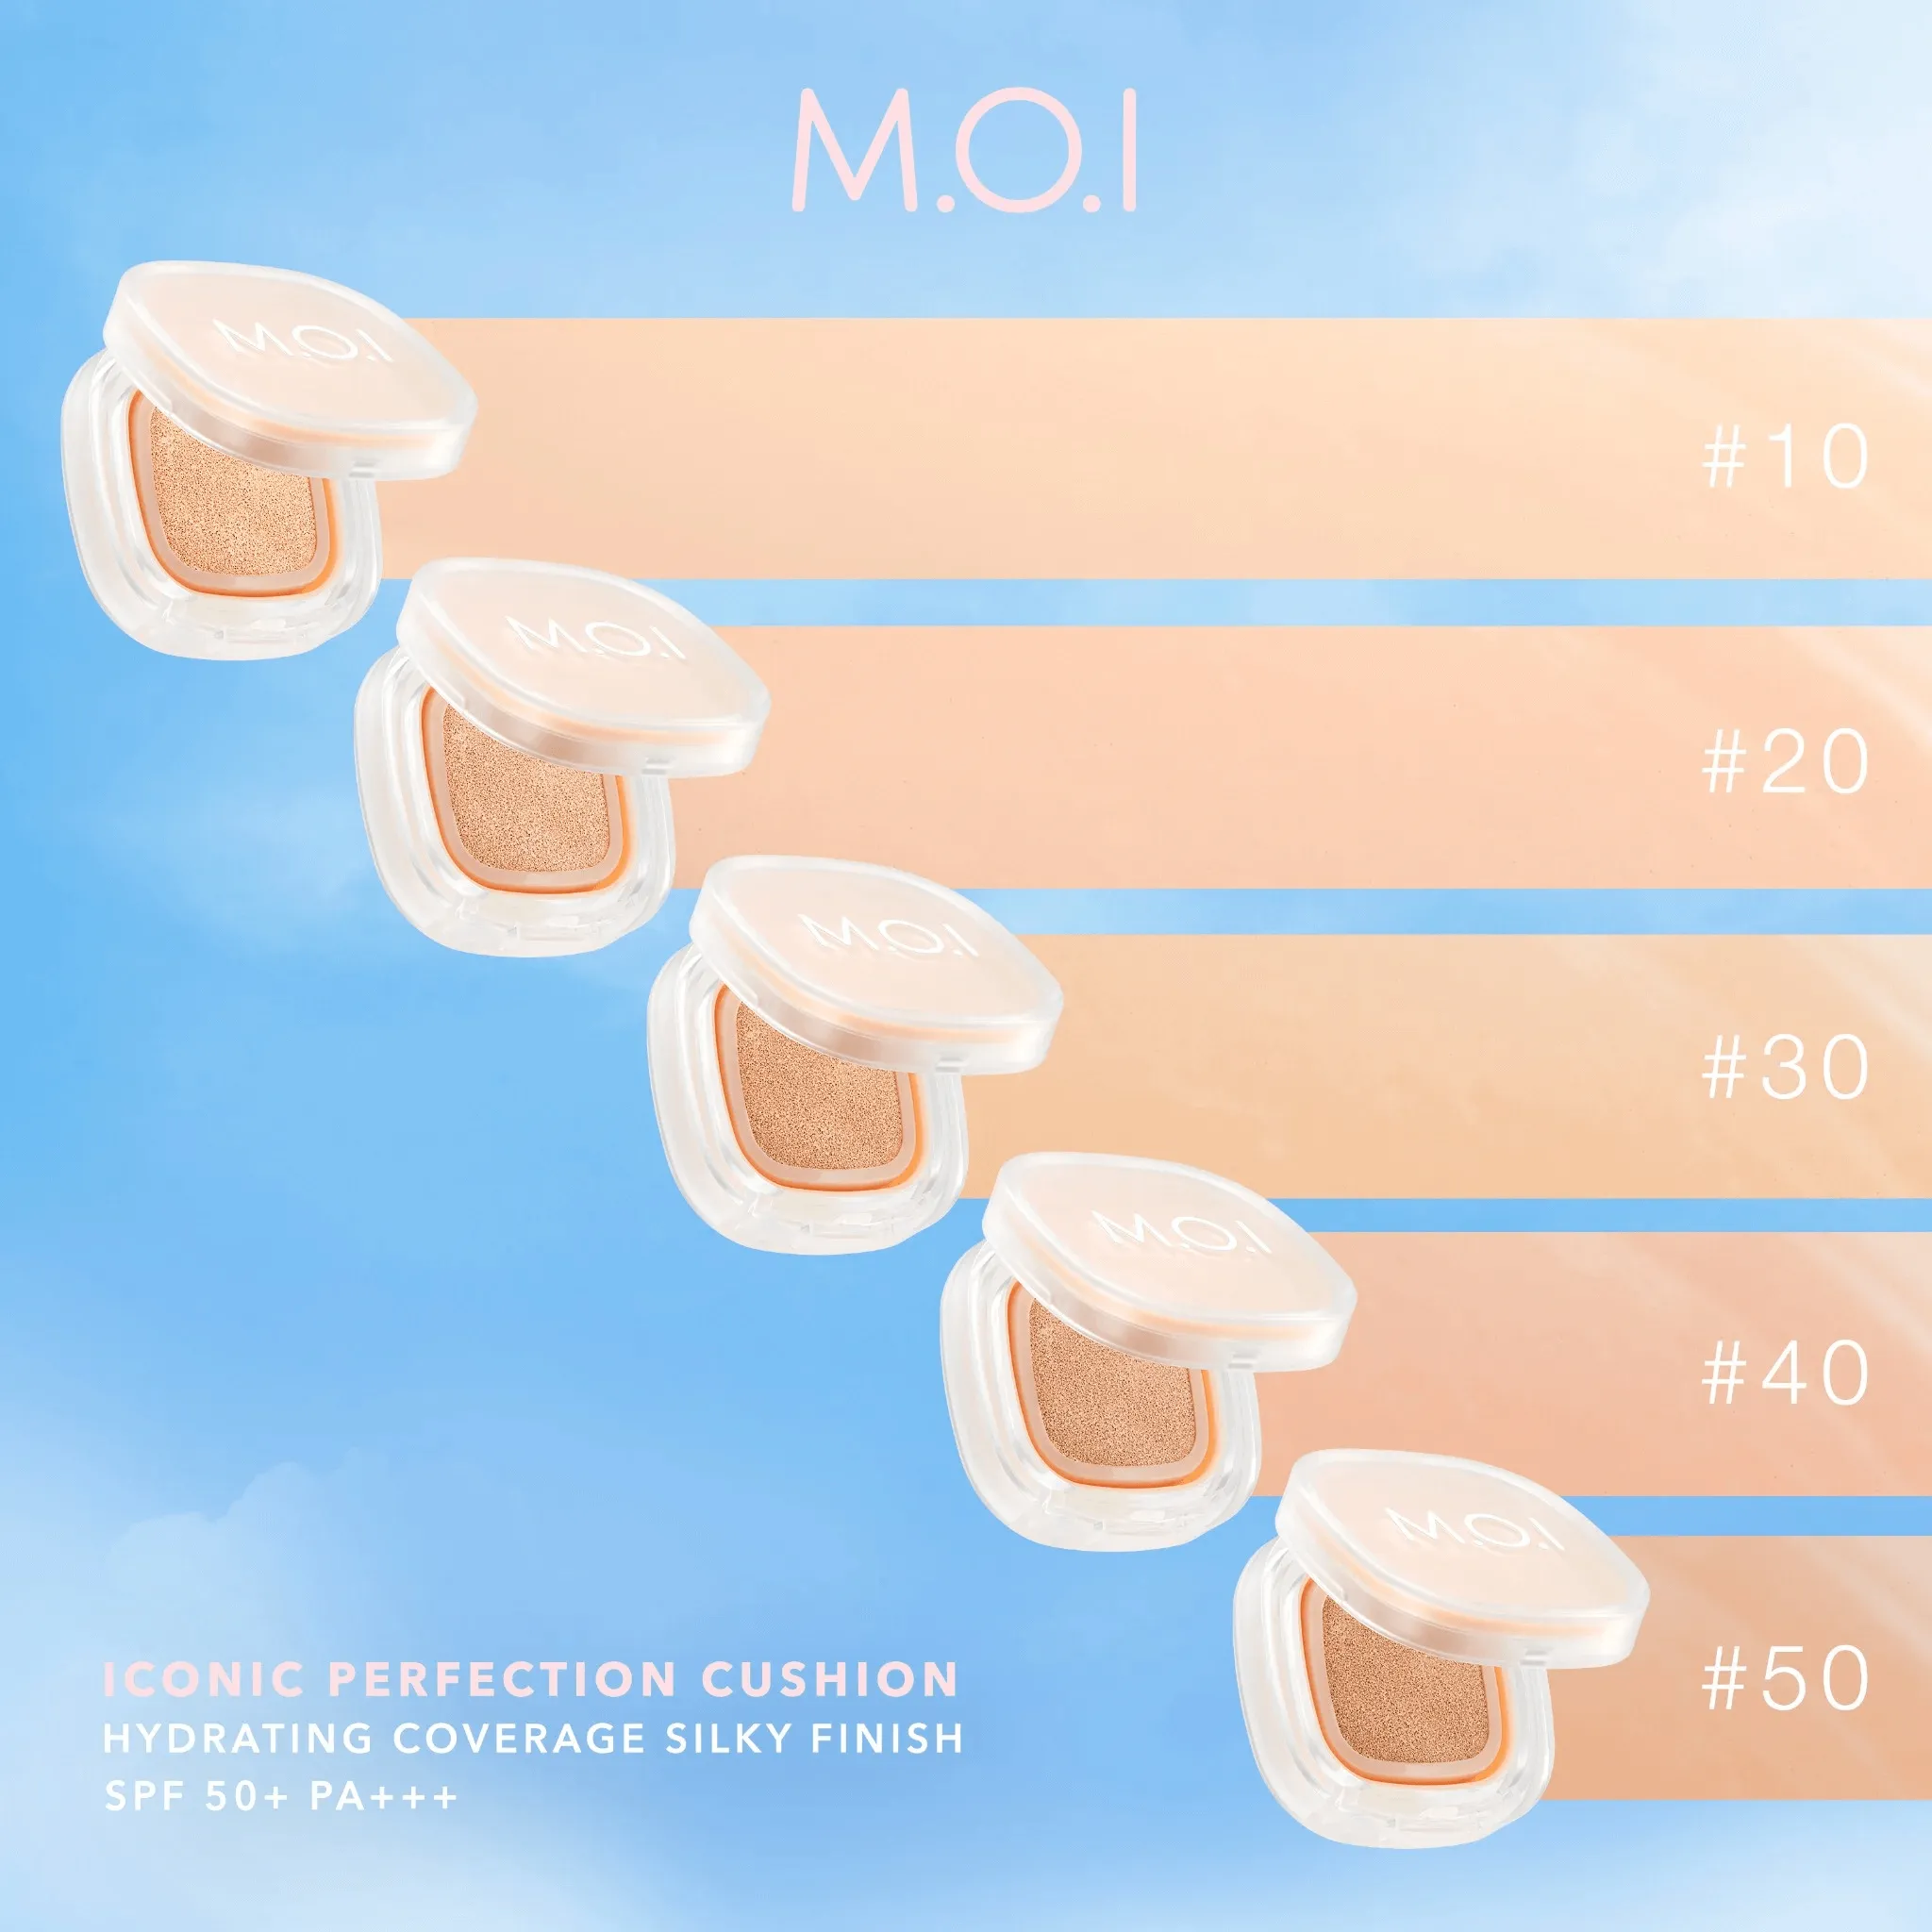 M.O.I
M.O.I
#10
M.O.I
#20
M.O.I
#30
M.O.I
#40
M.O.I
#50
ICONIC PERFECTION CUSHION
HYDRATING COVERAGE SILKY FINISH
SPF 50+ PA+++